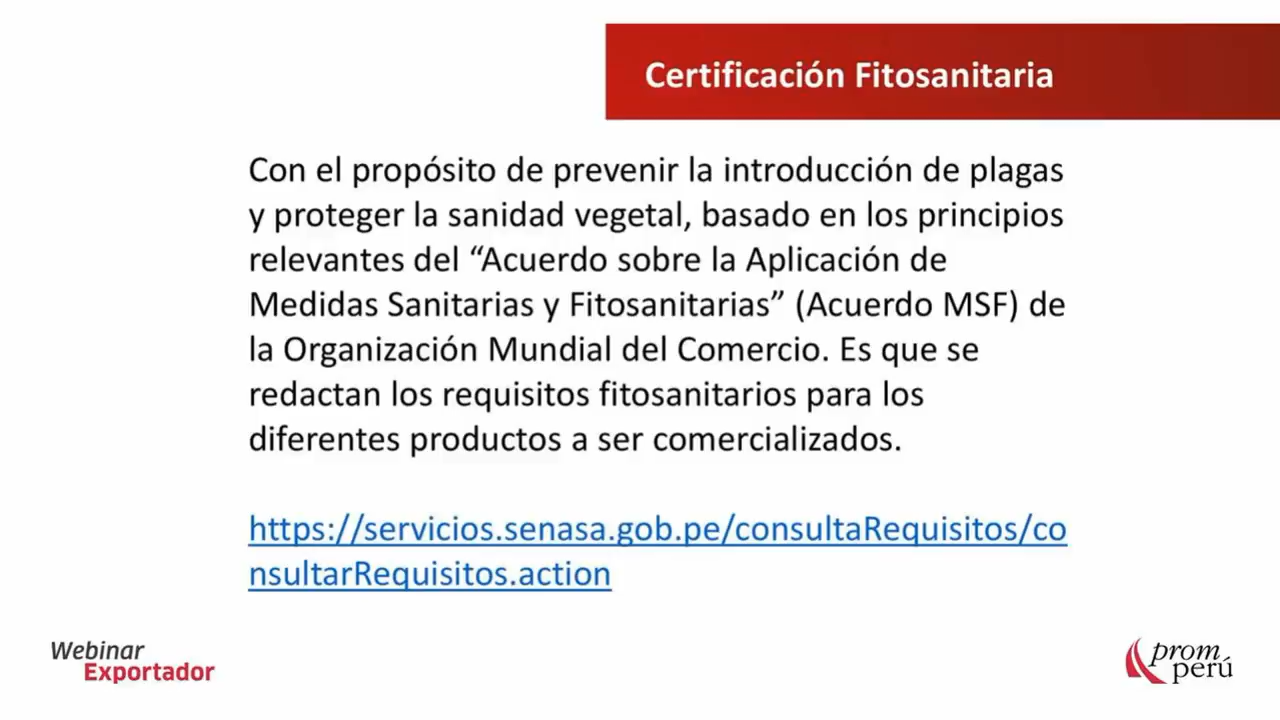 Certificación Fitosanitaria
Con el propósito de prevenir la introducción de plagas
y proteger la sanidad vegetal, basado en los principios
relevantes del “Acuerdo sobre la Aplicación de
Medidas Sanitarias y Fitosanitarias” (Acuerdo MSF) de
la Organización Mundial del Comercio. Es que se
redactan los requisitos fitosanitarios para los
diferentes productos a ser comercializados.
https://servicios.senasa.gob.pe/consultaRequisitos/co
nsultarRequisitos.action
Webinar
Exportador
prom
perú